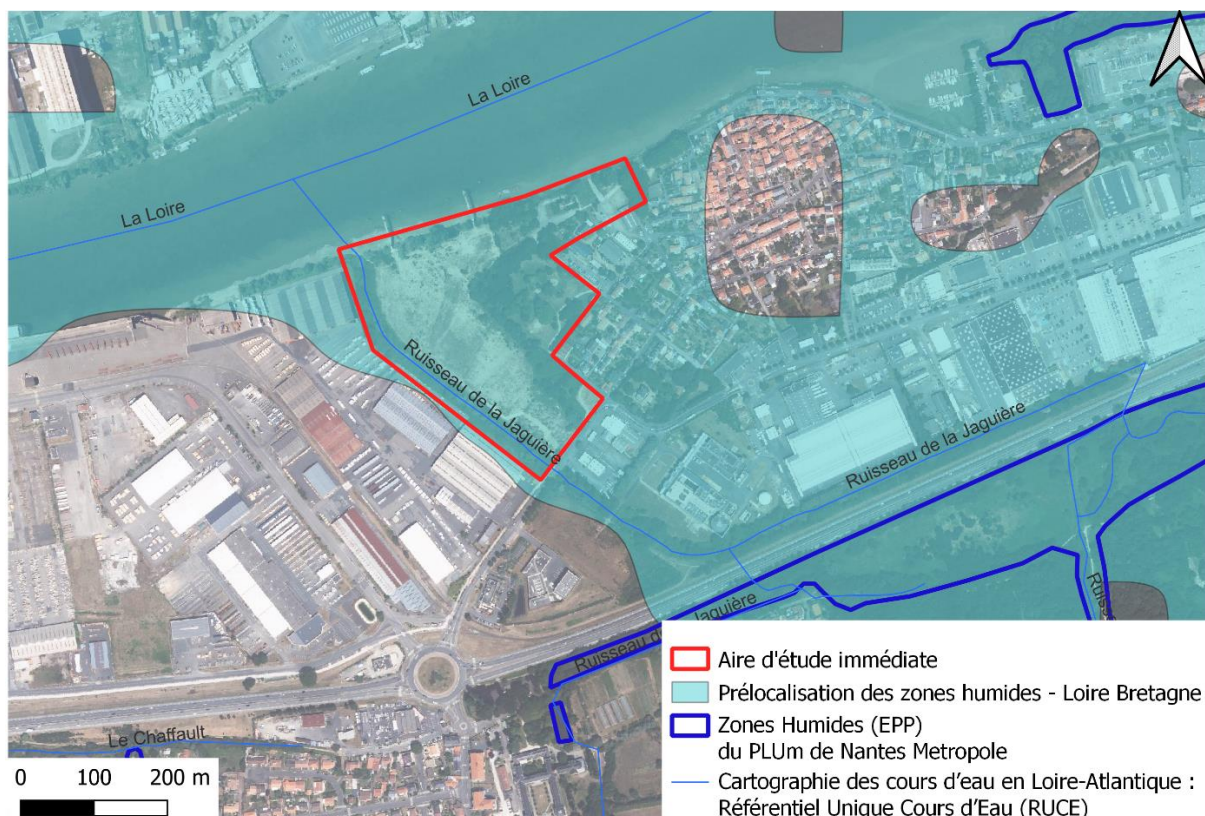 La Loire
La Loire
Ruisseau de la Jaguière
Ruisseau de la Jaguière
Ruisseau de la Jaguière
Le Chaffault
0 100 200 m
Aire d'étude immédiate
Prélocalisation des zones humides - Loire Bretagne
Zones Humides (EPP)
du PLUm de Nantes Metropole
Cartographie des cours d'eau en Loire-Atlantique :
Référentiel Unique Cours d'Eau (RUCE)